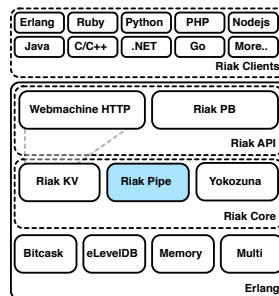 Erlang Ruby Python PHP Nodejs
Java C/C++ .NET Go More..
Riak Clients
Webmachine HTTP Riak PB
Riak API
Riak KV Riak Pipe Yokozuna
Riak Core
Bitcask eLevelDB Memory Multi
Erlang